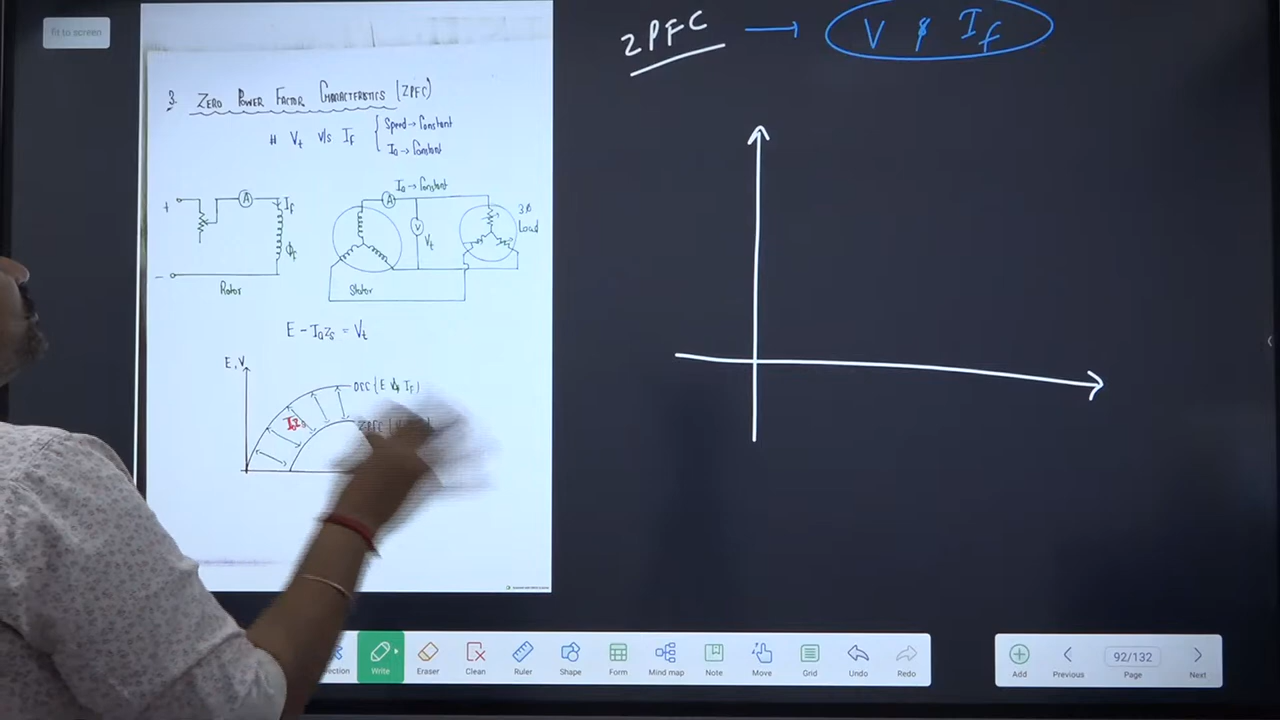 fit to screen
2PFC → V & If
3. ZERO POWER FACTOR CHARACTERISTICS (ZPFC)
# Vt v/s If { Speed → Constant
Ia → Constant
Ia → Constant
+ A If A
V Vt
3Ø
Load
Φf
-
Rotor Stator
E - IaZs = Vt
E, V
OCC (E v/s If)
Write Eraser Clean Ruler Shape Form Mind map Note Move Grid Undo Redo
Add Previous 92/132 Next
Page